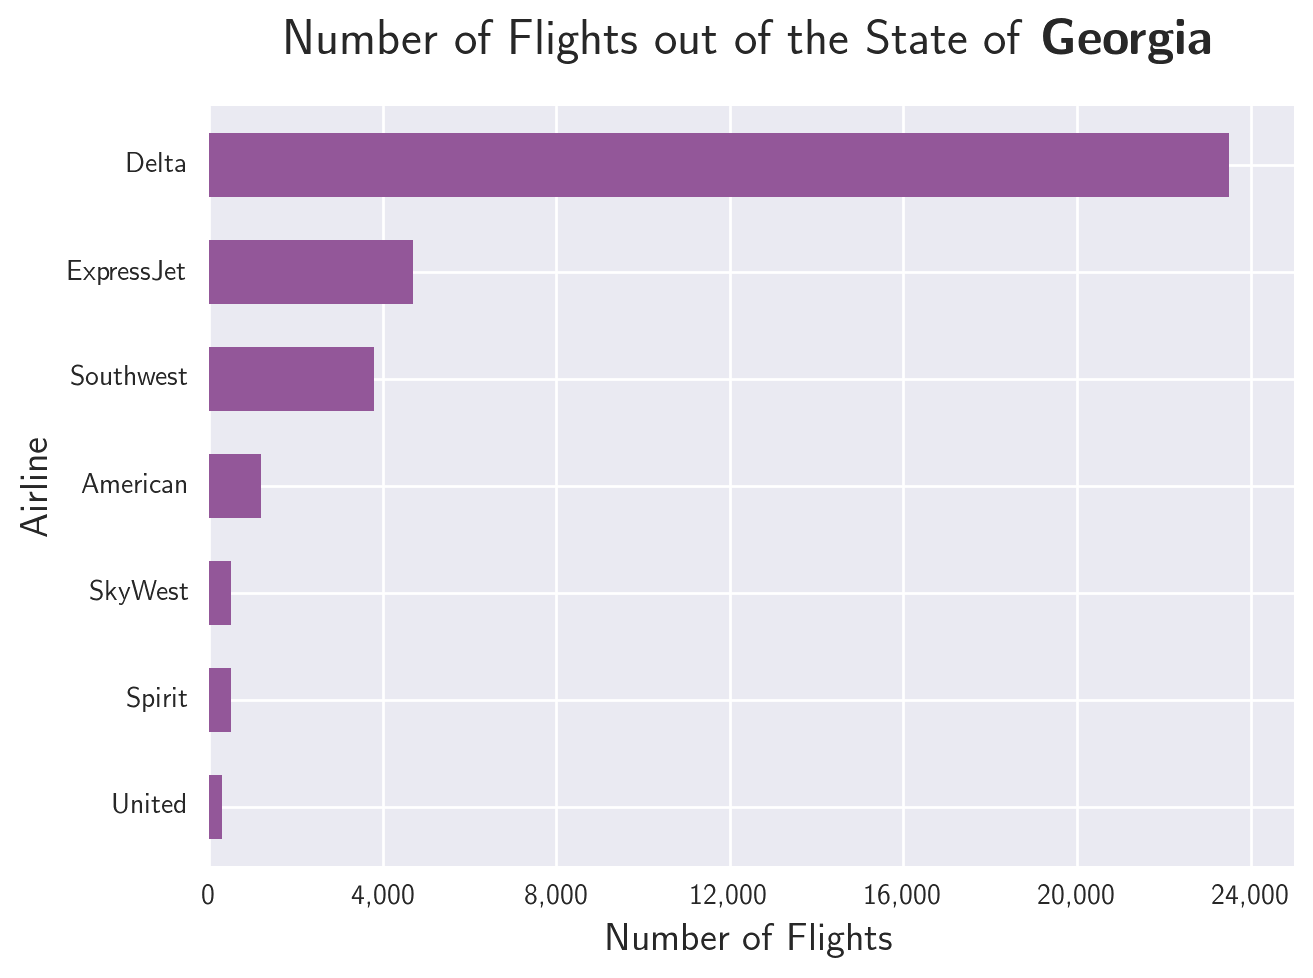 Number of Flights out of the State of Georgia
Delta
ExpressJet
Southwest
American
SkyWest
Spirit
United
Airline
0 4,000 8,000 12,000 16,000 20,000 24,000
Number of Flights